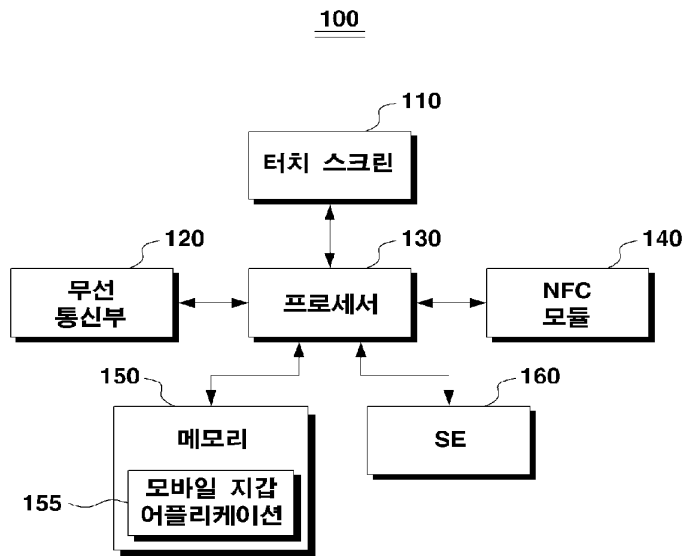 100
110
터치 스크린
120
130
140
무선
통신부
프로세서
NFC
모듈
150
160
메모리
SE
155
모바일 지갑
어플리케이션